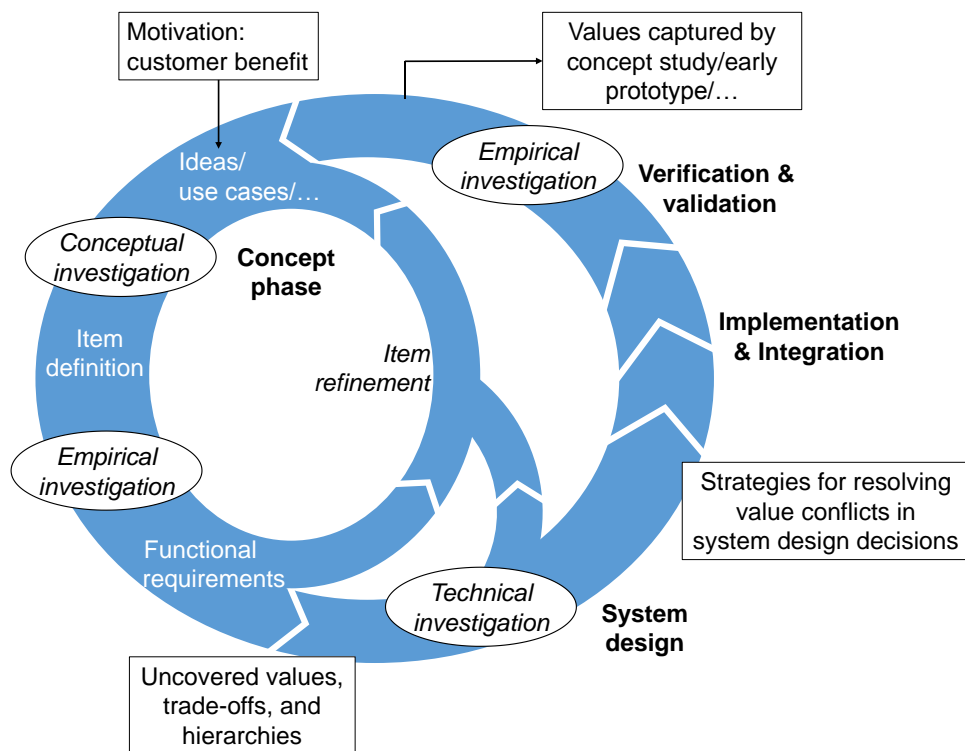 Motivation:
customer benefit
Values captured by
concept study/early
prototype/…
Ideas/
use cases/…
Empirical
investigation
Verification &
validation
Conceptual
investigation
Concept
phase
Item
definition
Item
refinement
Implementation
& Integration
Empirical
investigation
Strategies for resolving
value conflicts in
system design decisions
Functional
requirements
Technical
investigation
System
design
Uncovered values,
trade-offs, and
hierarchies